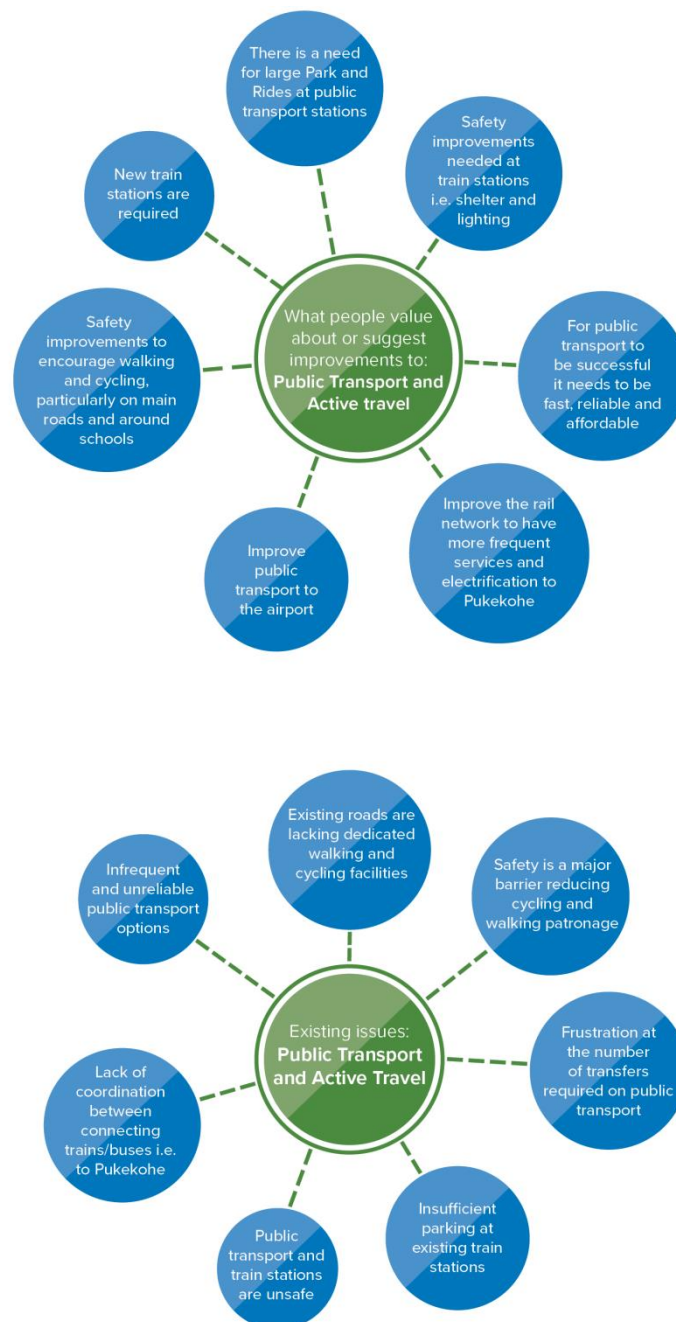 There is a need
for large Park and
Rides at public
transport stations
Safety
improvements
needed at
train stations
i.e. shelter and
lighting
New train
stations are
required
What people value
about or suggest
improvements to:
Public Transport and
Active travel
Safety
improvements to
encourage walking
and cycling,
particularly on main
roads and around
schools
For public
transport to
be successful
it needs to be
fast, reliable and
affordable
Improve the rail
network to have
more frequent
services and
electrification to
Pukekohe
Improve
public
transport to
the airport
Existing roads are
lacking dedicated
walking and
cycling facilities
Infrequent
and unreliable
public transport
options
Safety is a major
barrier reducing
cycling and
walking patronage
Existing issues:
Public Transport
and Active Travel
Frustration at
the number
of transfers
required on public
transport
Lack of
coordination
between
connecting
trains/buses i.e.
to Pukekohe
Insufficient
parking at
existing train
stations
Public
transport and
train stations
are unsafe